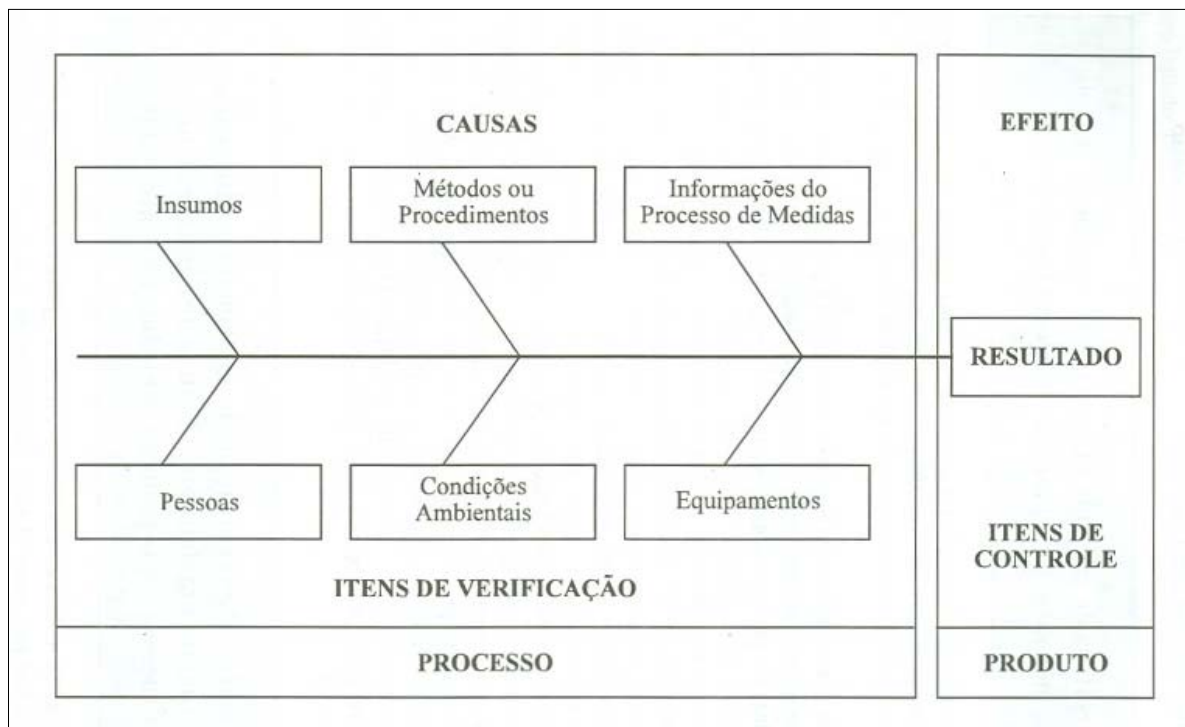 CAUSAS
EFEITO
Insumos
Métodos ou
Procedimentos
Informações do
Processo de Medidas
RESULTADO
Pessoas
Condições
Ambientais
Equipamentos
ITENS DE
CONTROLE
ITENS DE VERIFICAÇÃO
PROCESSO
PRODUTO